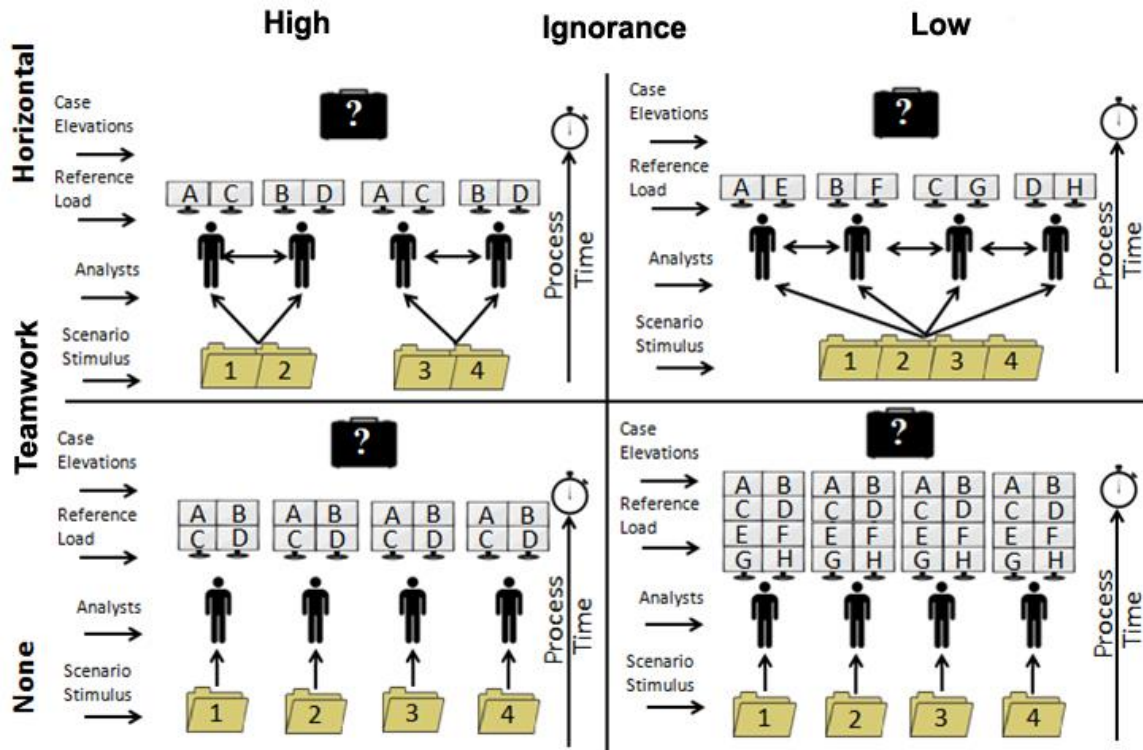 High Ignorance Low
Horizontal
Teamwork
None
Case
Elevations
?
Reference
Load
A C B D A C B D
Analysts
Scenario
Stimulus
1 2 3 4
Process
Time
Case
Elevations
?
Reference
Load
A E B F C G D H
Analysts
Scenario
Stimulus
1 2 3 4
Process
Time
Case
Elevations
?
Reference
Load
A B A B A B A B
C D C D C D C D
Analysts
Scenario
Stimulus
1 2 3 4
Process
Time
Case
Elevations
?
Reference
Load
A B A B A B A B
C D C D C D C D
E F E F E F E F
G H G H G H G H
Analysts
Scenario
Stimulus
1 2 3 4
Process
Time